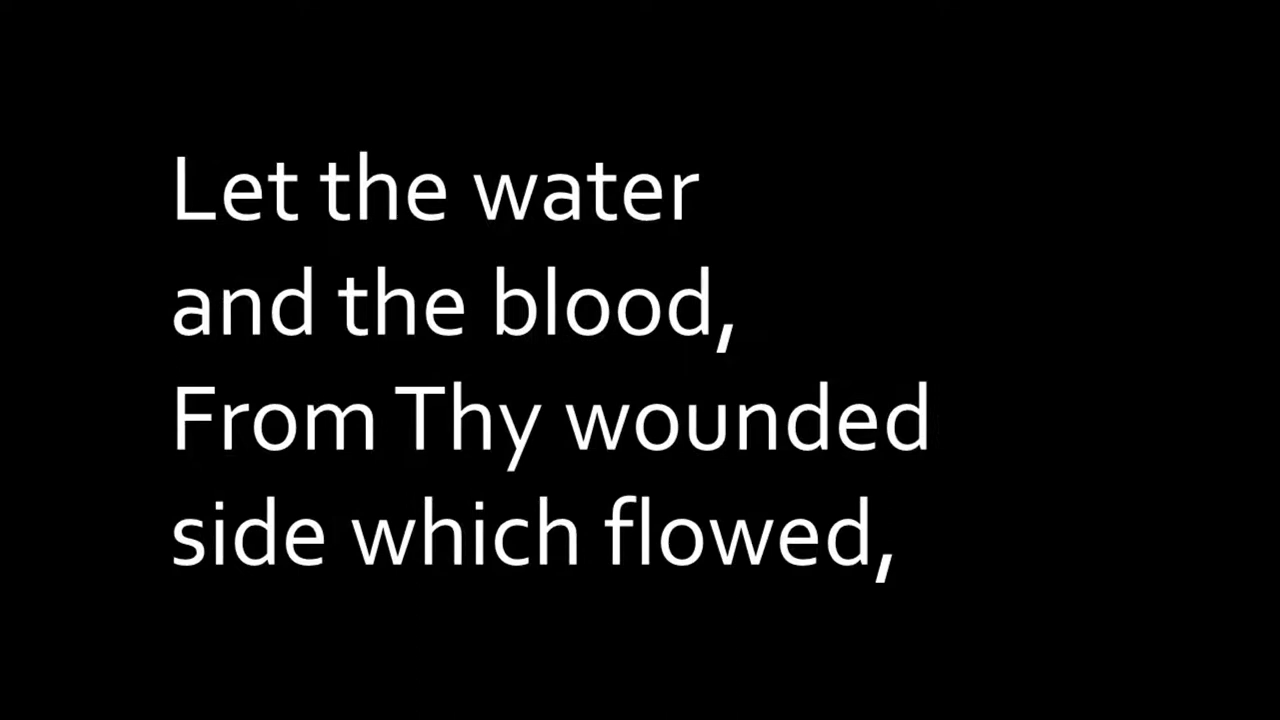 Let the water
and the blood,
From Thy wounded
side which flowed,